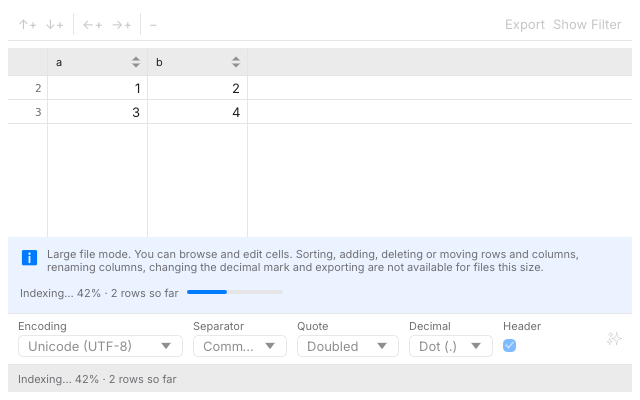 ↑+ ↓+ ←+ →+ − Export Show Filter
a b
2 1 2
3 3 4
Large file mode. You can browse and edit cells. Sorting, adding, deleting or moving rows and columns,
renaming columns, changing the decimal mark and exporting are not available for files this size.
Indexing... 42% · 2 rows so far
Encoding Separator Quote Decimal Header
Unicode (UTF-8) Comm... Doubled Dot (.)
Indexing... 42% · 2 rows so far